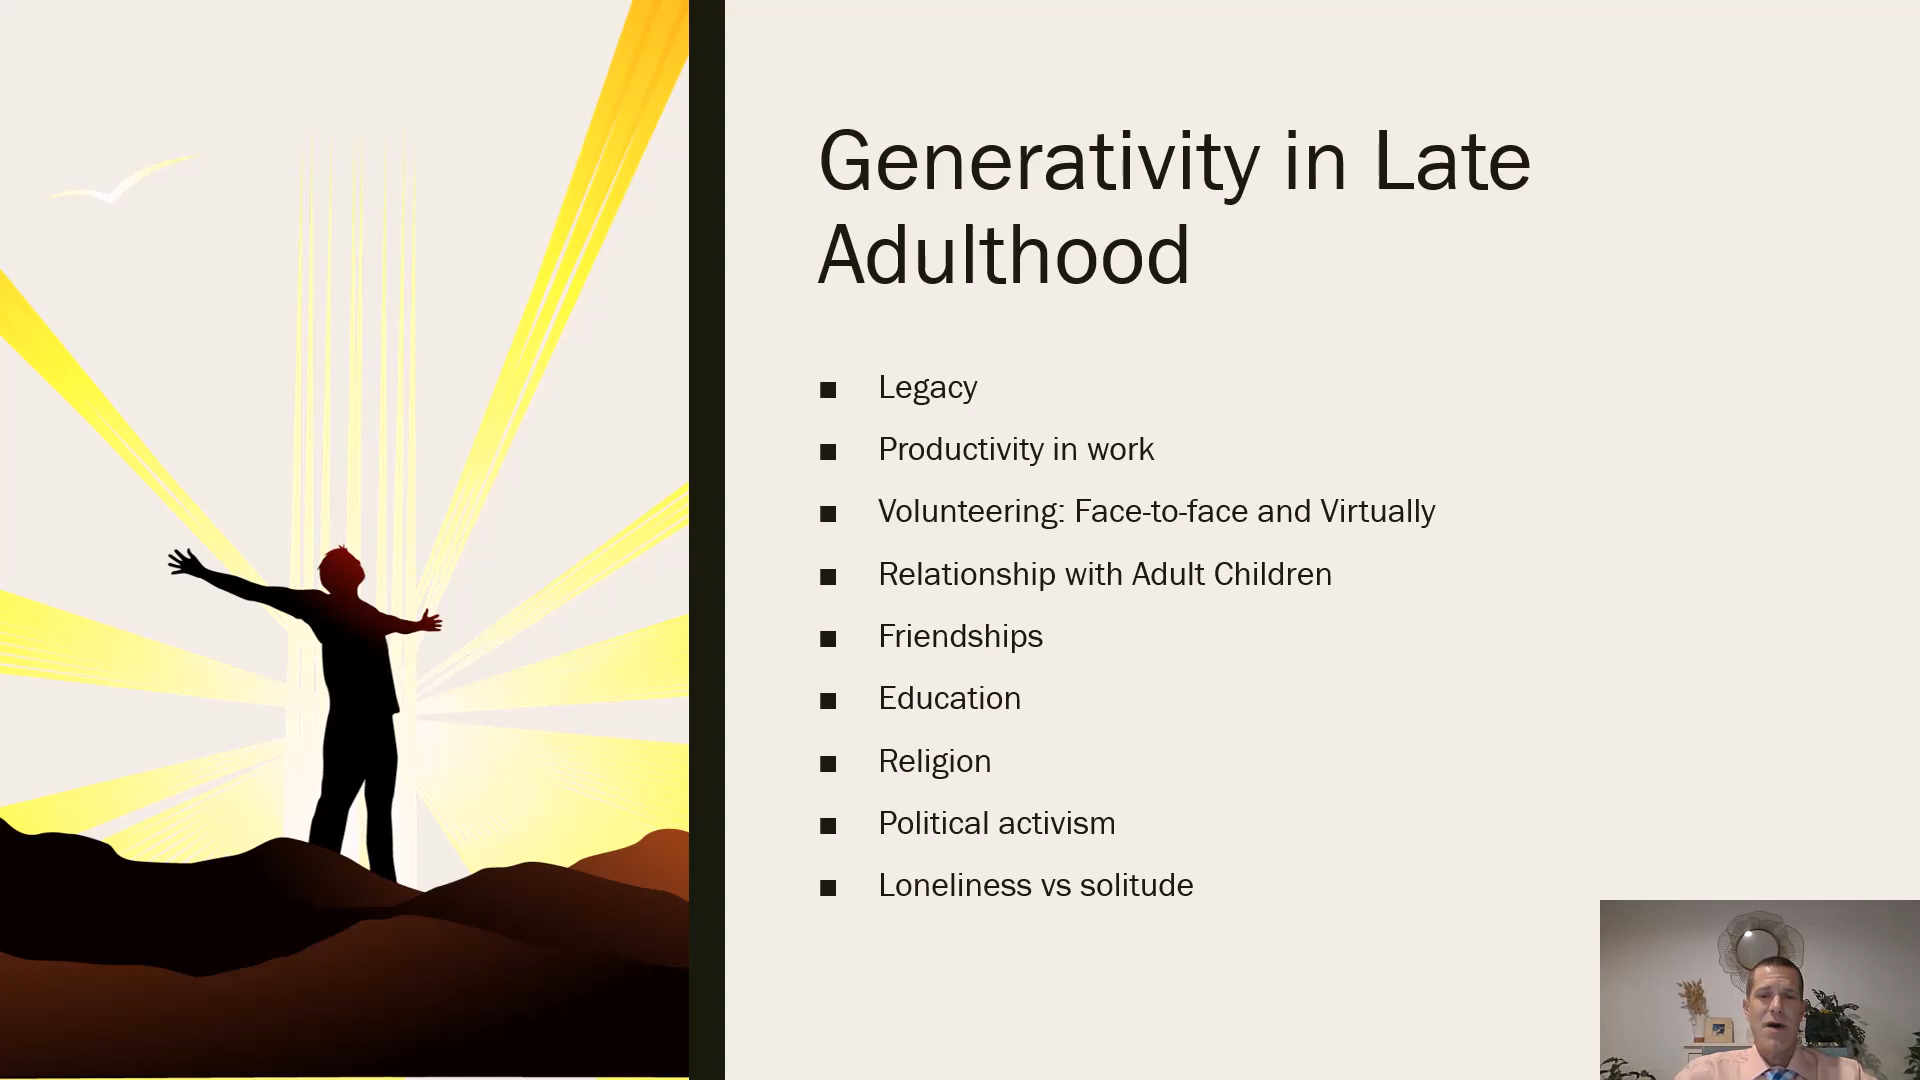 Generativity in Late
Adulthood
■ Legacy
■ Productivity in work
■ Volunteering: Face-to-face and Virtually
■ Relationship with Adult Children
■ Friendships
■ Education
■ Religion
■ Political activism
■ Loneliness vs solitude